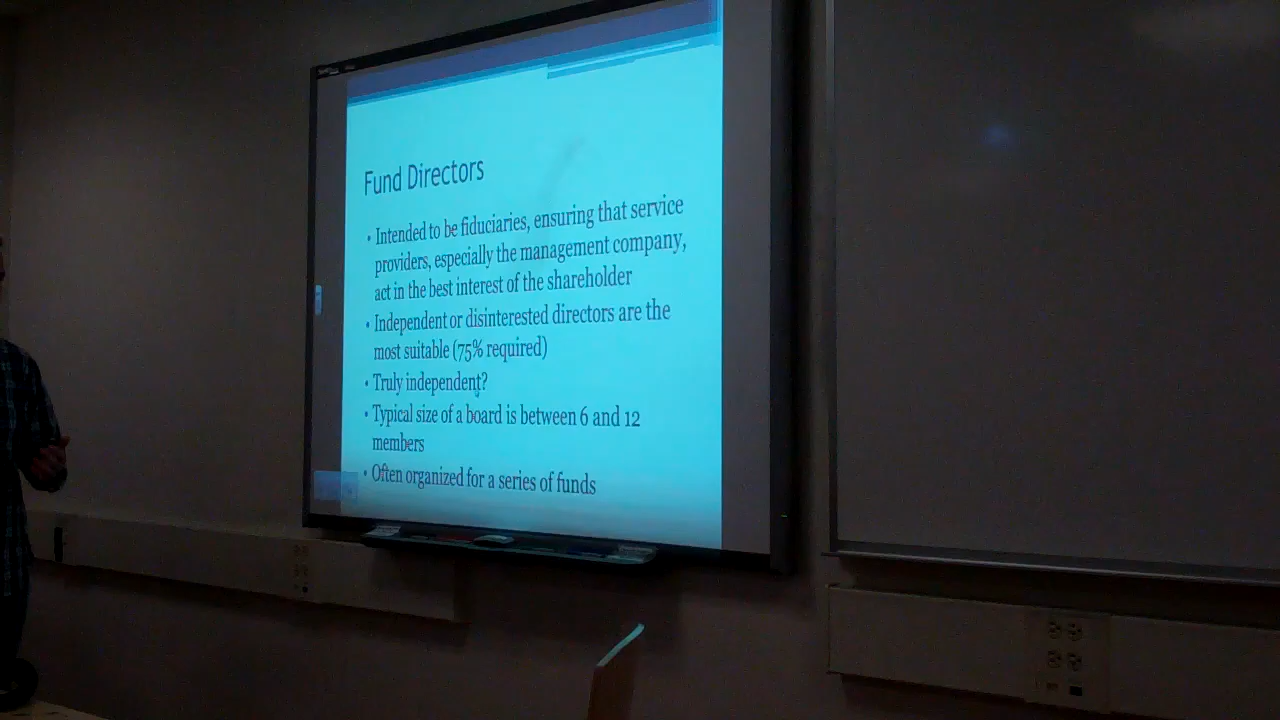 Fund Directors
• Intended to be fiduciaries, ensuring that service
providers, especially the management company,
act in the best interest of the shareholder
• Independent or disinterested directors are the
most suitable (75% required)
• Truly independent?
• Typical size of a board is between 6 and 12
members
• Often organized for a series of funds